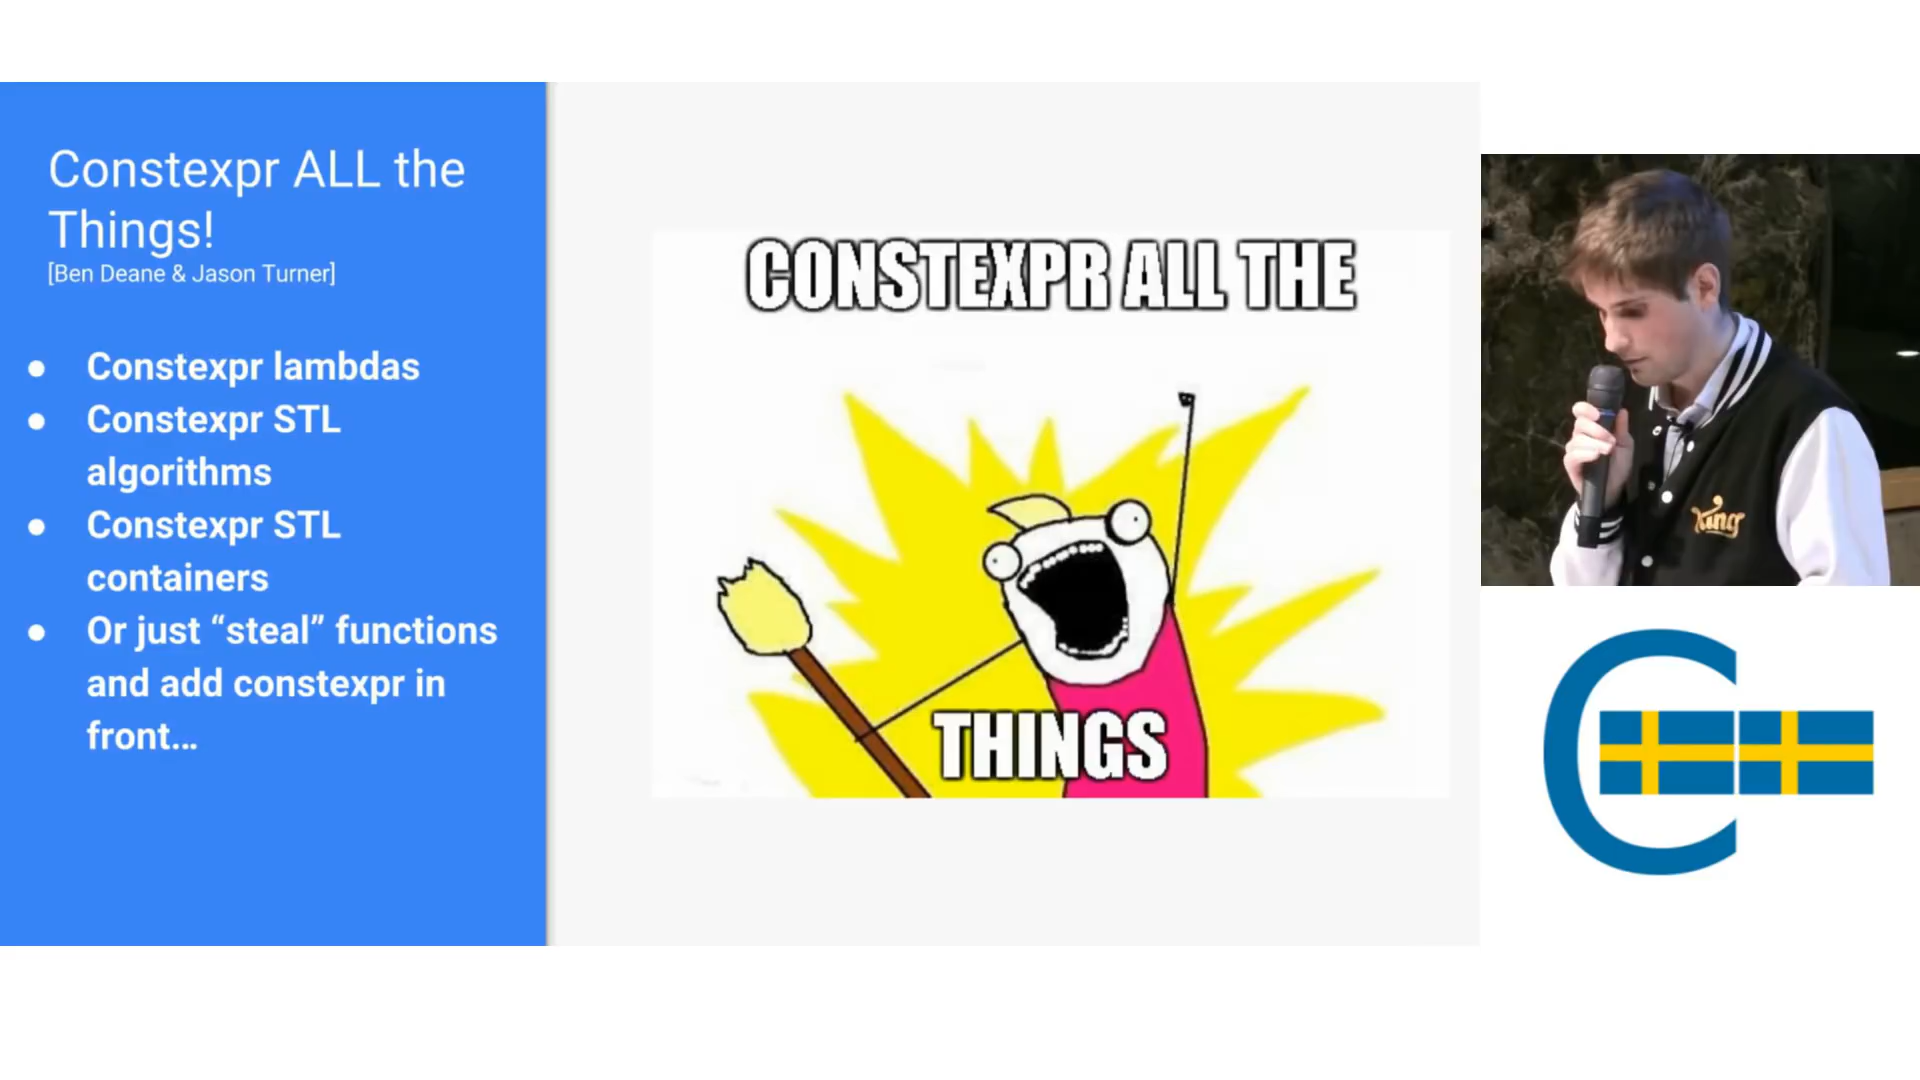 Constexpr ALL the
Things!
[Ben Deane & Jason Turner]
● Constexpr lambdas
● Constexpr STL
algorithms
● Constexpr STL
containers
● Or just “steal” functions
and add constexpr in
front…
CONSTEXPR ALL THE
THINGS
King
C